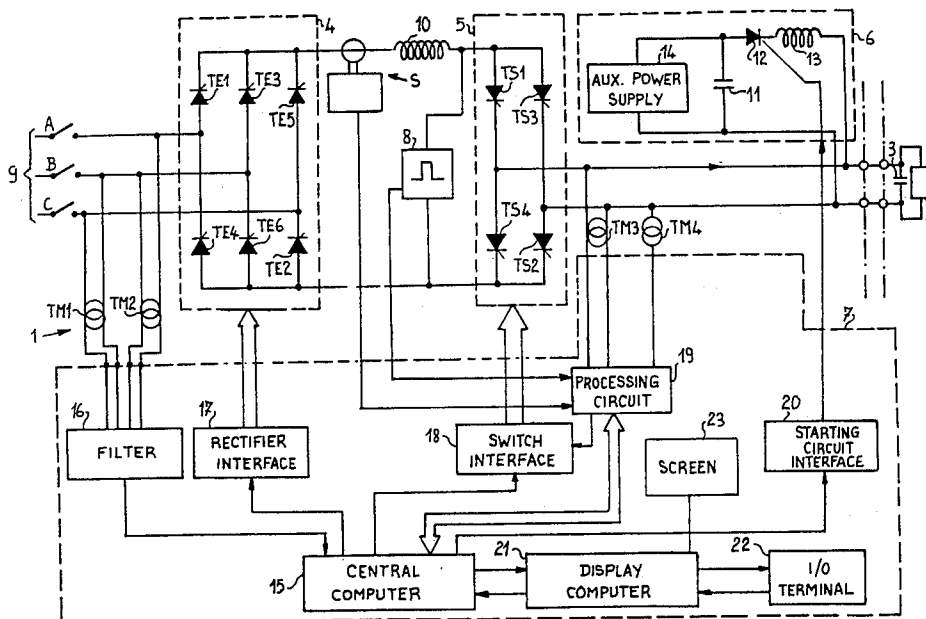 4
10
5
6
14
AUX. POWER
SUPPLY
12
13
11
S
TE1
TE3
TE5
TS1
TS3
8
3
9
A
B
C
TE4
TE6
TE2
TS4
TS2
TM3
TM4
TM1
TM2
1
7
16
FILTER
17
RECTIFIER
INTERFACE
18
SWITCH
INTERFACE
PROCESSING
CIRCUIT
19
23
SCREEN
20
STARTING
CIRCUIT
INTERFACE
15
CENTRAL
COMPUTER
21
DISPLAY
COMPUTER
22
I/O
TERMINAL